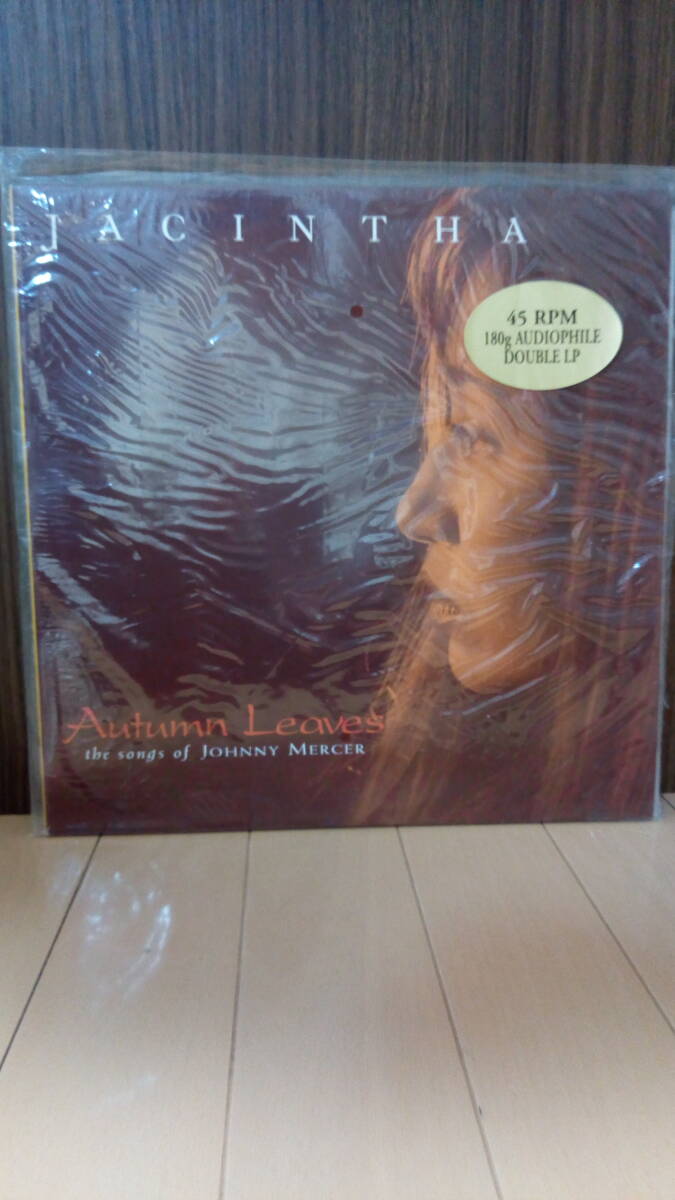 JACINTHA
45 RPM
180g AUDIOPHILE
DOUBLE LP
Autumn Leaves
the songs of JOHNNY MERCER